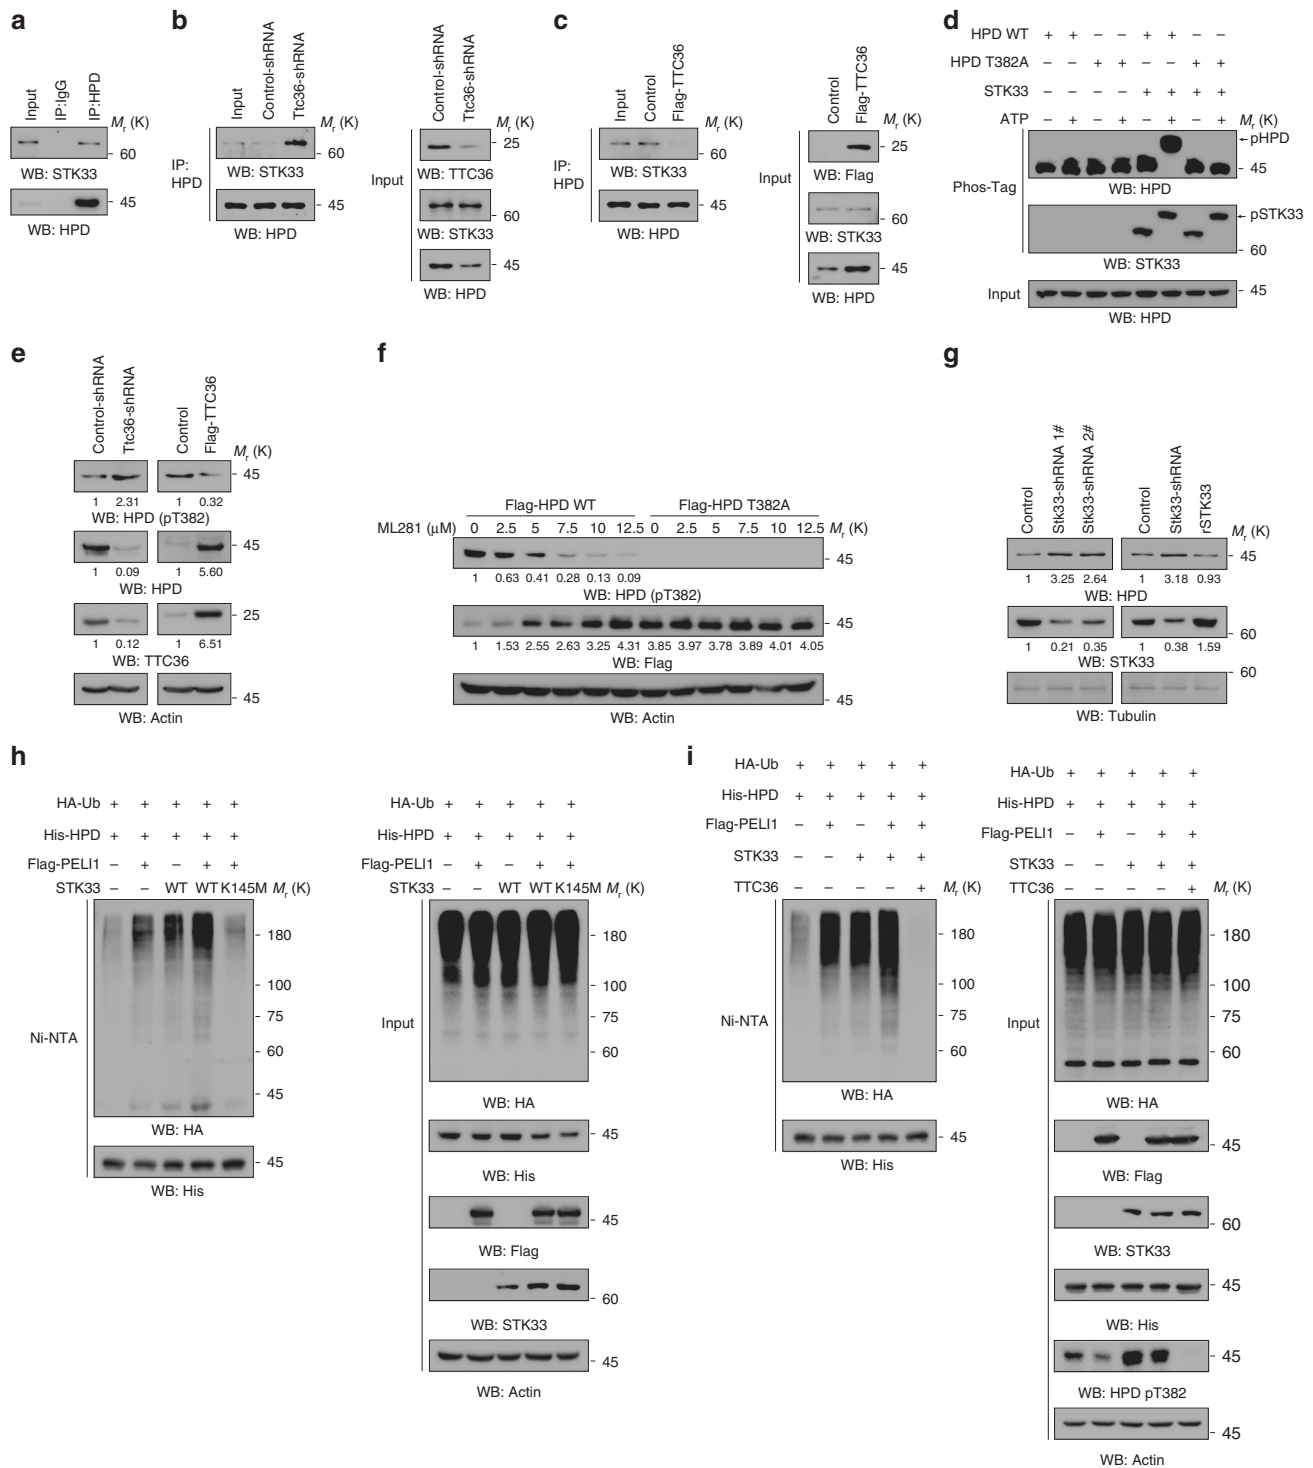 a
Input
IP:IgG
IP:HPD
Mr (K)
60
WB: STK33
45
WB: HPD
b
Input
Control-shRNA
Ttc36-shRNA
Mr (K)
IP:
HPD
60
WB: STK33
45
WB: HPD
Control-shRNA
Ttc36-shRNA
Mr (K)
Input
25
WB: TTC36
60
WB: STK33
45
WB: HPD
c
Input
Control
Flag-TTC36
Mr (K)
IP:
HPD
60
WB: STK33
45
WB: HPD
Control
Flag-TTC36
Mr (K)
Input
25
WB: Flag
60
WB: STK33
45
WB: HPD
d
HPD WT + + – – + + – –
HPD T382A – – + + – – + +
STK33 – – – – + + + +
ATP – + – + – + – + Mr (K)
Phos-Tag
pHPD
45
WB: HPD
pSTK33
60
WB: STK33
Input
45
WB: HPD
e
Control-shRNA
Ttc36-shRNA
Control
Flag-TTC36
Mr (K)
45
1 2.31 1 0.32
WB: HPD (pT382)
45
1 0.09 1 5.60
WB: HPD
25
1 0.12 1 6.51
WB: TTC36
45
WB: Actin
f
Flag-HPD WT Flag-HPD T382A
ML281 (μM) 0 2.5 5 7.5 10 12.5 0 2.5 5 7.5 10 12.5 Mr (K)
45
1 0.63 0.41 0.28 0.13 0.09
WB: HPD (pT382)
45
1 1.53 2.55 2.63 3.25 4.31 3.85 3.97 3.78 3.89 4.01 4.05
WB: Flag
45
WB: Actin
g
Control
Stk33-shRNA 1#
Stk33-shRNA 2#
Control
Stk33-shRNA
rSTK33
Mr (K)
45
1 3.25 2.64 1 3.18 0.93
WB: HPD
60
1 0.21 0.35 1 0.38 1.59
WB: STK33
60
WB: Tubulin
h
HA-Ub + + + + +
His-HPD + + + + +
Flag-PELI1 – + – + +
STK33 – – WT WT K145M Mr (K)
Ni-NTA
180
100
75
60
45
WB: HA
45
WB: His
HA-Ub + + + + +
His-HPD + + + + +
Flag-PELI1 – + – + +
STK33 – – WT WT K145M Mr (K)
Input
180
100
75
60
WB: HA
45
WB: His
45
WB: Flag
60
WB: STK33
45
WB: Actin
i
HA-Ub + + + + +
His-HPD + + + + +
Flag-PELI1 – + – + +
STK33 – – + + +
TTC36 – – – – + Mr (K)
Ni-NTA
180
100
75
60
WB: HA
45
WB: His
HA-Ub + + + + +
His-HPD + + + + +
Flag-PELI1 – + – + +
STK33 – – + + +
TTC36 – – – – + Mr (K)
Input
180
100
75
60
WB: HA
45
WB: Flag
60
WB: STK33
45
WB: His
45
WB: HPD pT382
45
WB: Actin